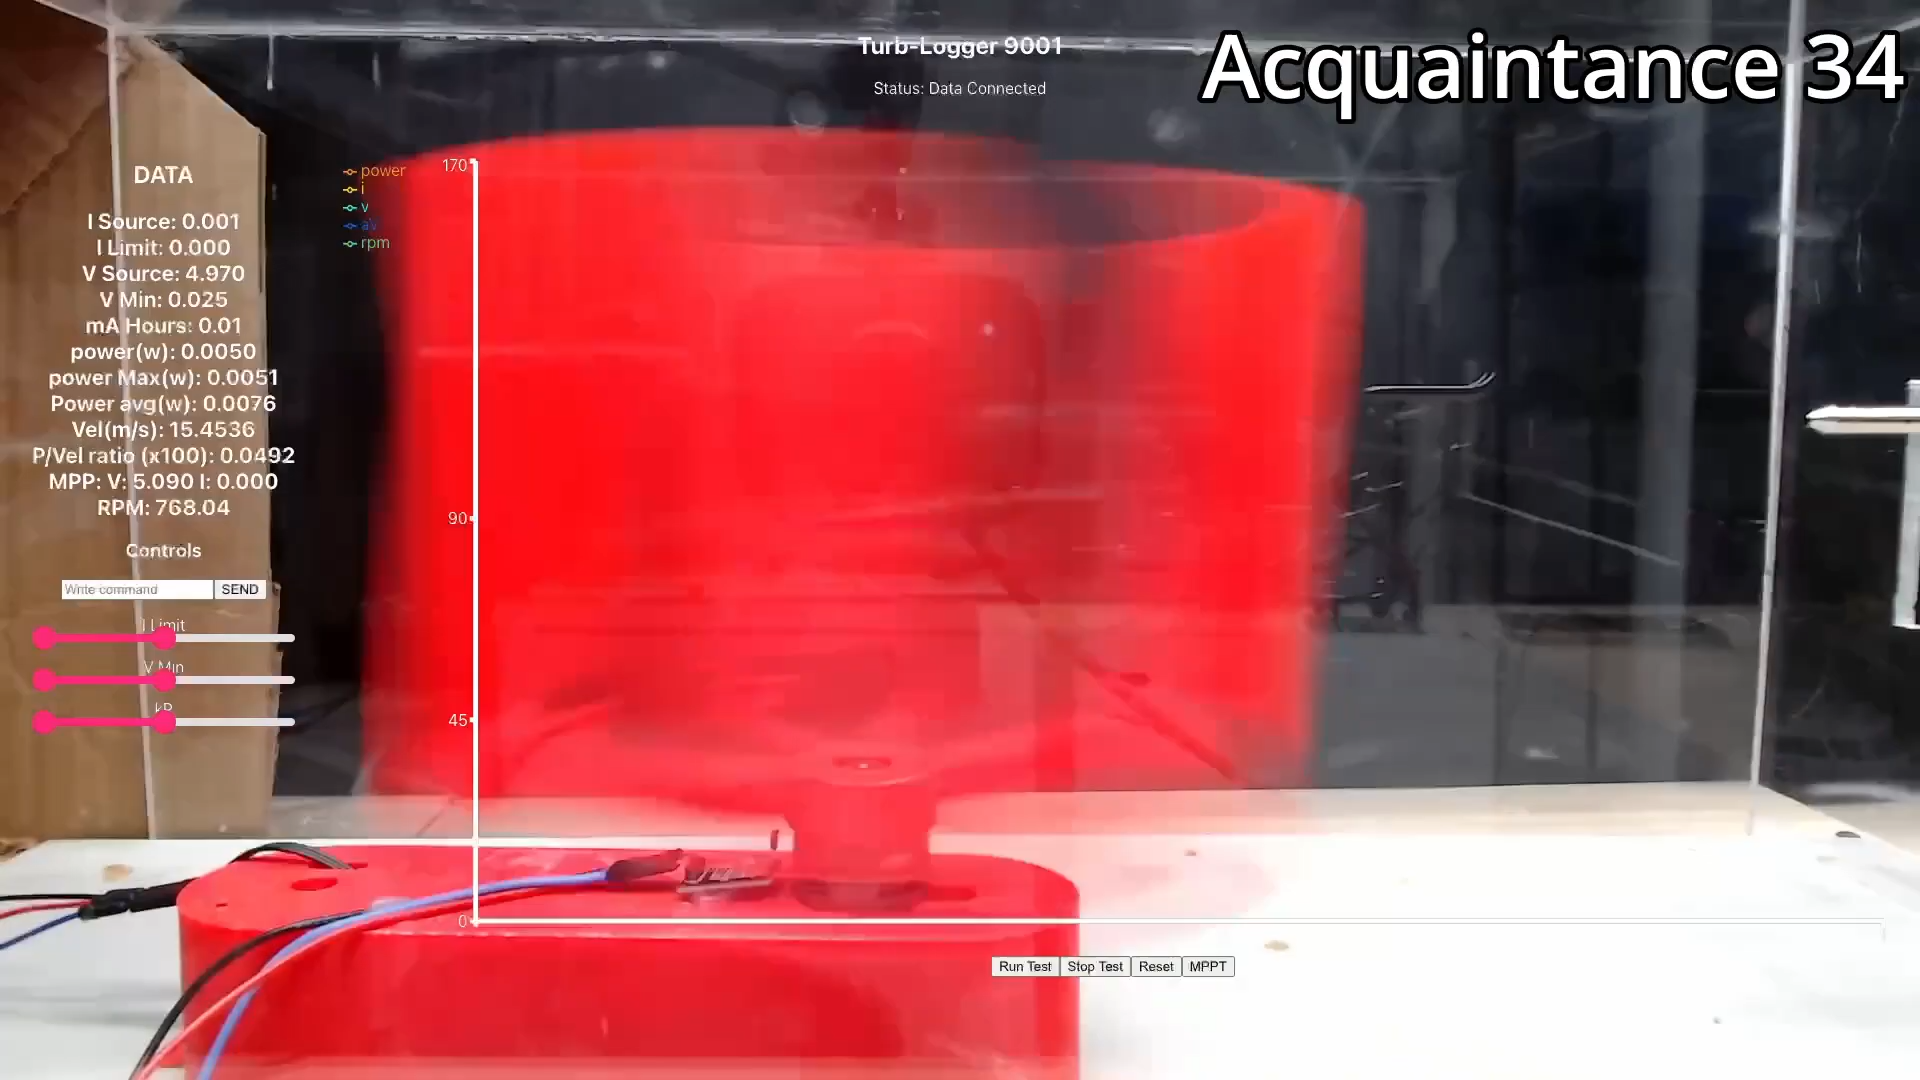 Turb-Logger 9001
Acquaintance 34
Status: Data Connected
DATA
I Source: 0.001
I Limit: 0.000
V Source: 4.970
V Min: 0.025
mA Hours: 0.01
power(w): 0.0050
power Max(w): 0.0051
Power avg(w): 0.0076
Vel(m/s): 15.4536
P/Vel ratio (x100): 0.0492
MPP: V: 5.090 I: 0.000
RPM: 768.04
Controls
Write command
SEND
I Limit
V Min
kP
power
i
v
av
rpm
170
90
45
0
Run Test
Stop Test
Reset
MPPT